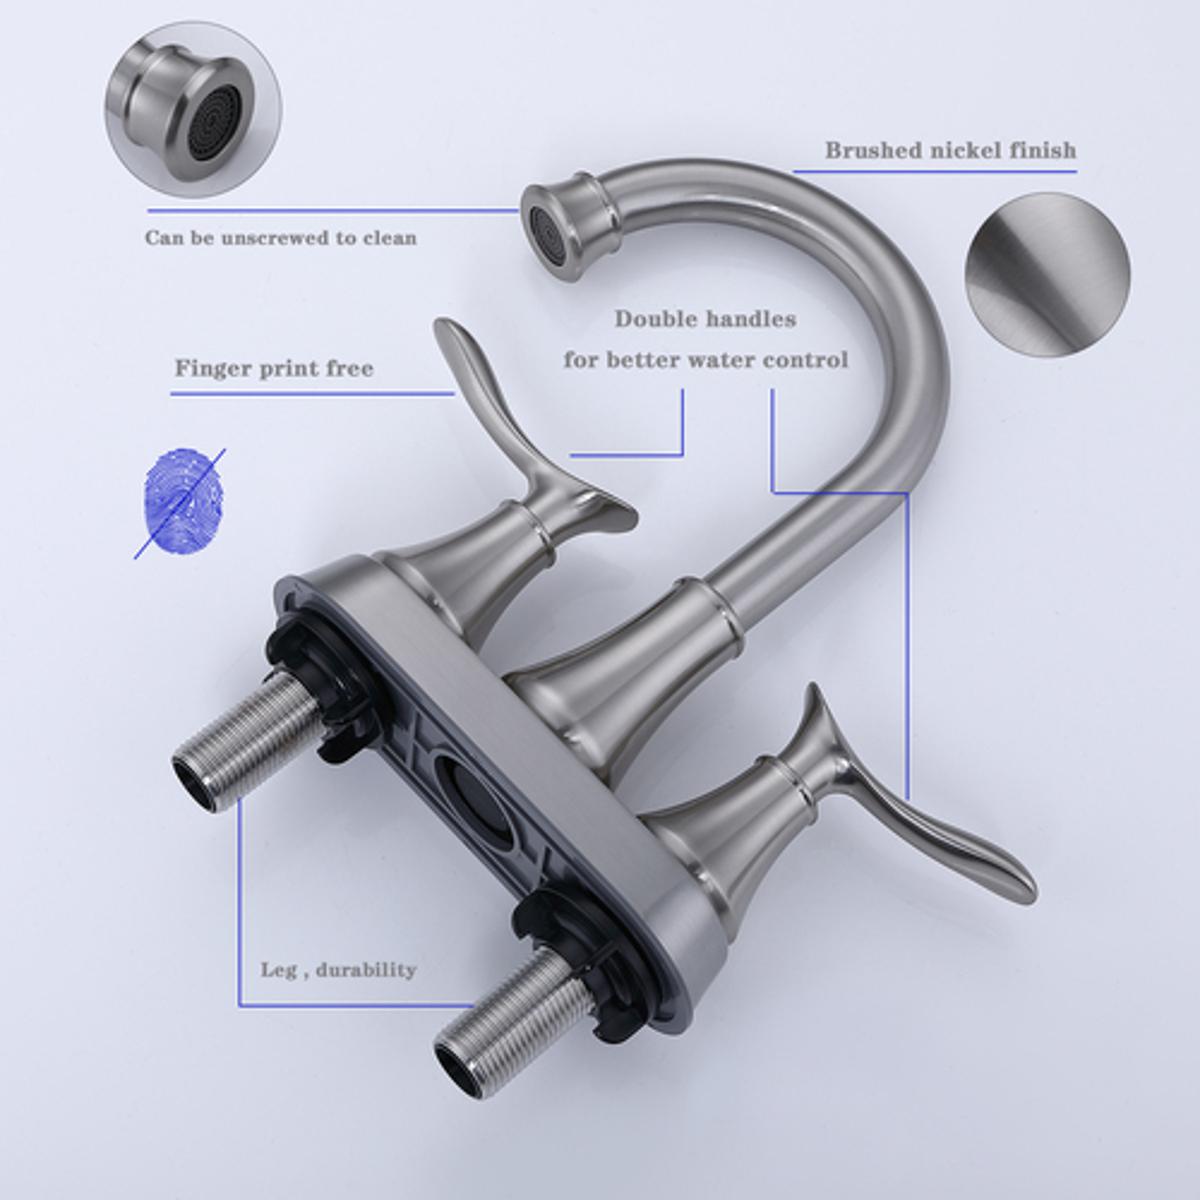 Brushed nickel finish
Can be unscrewed to clean
Double handles
for better water control
Finger print free
Leg , durability